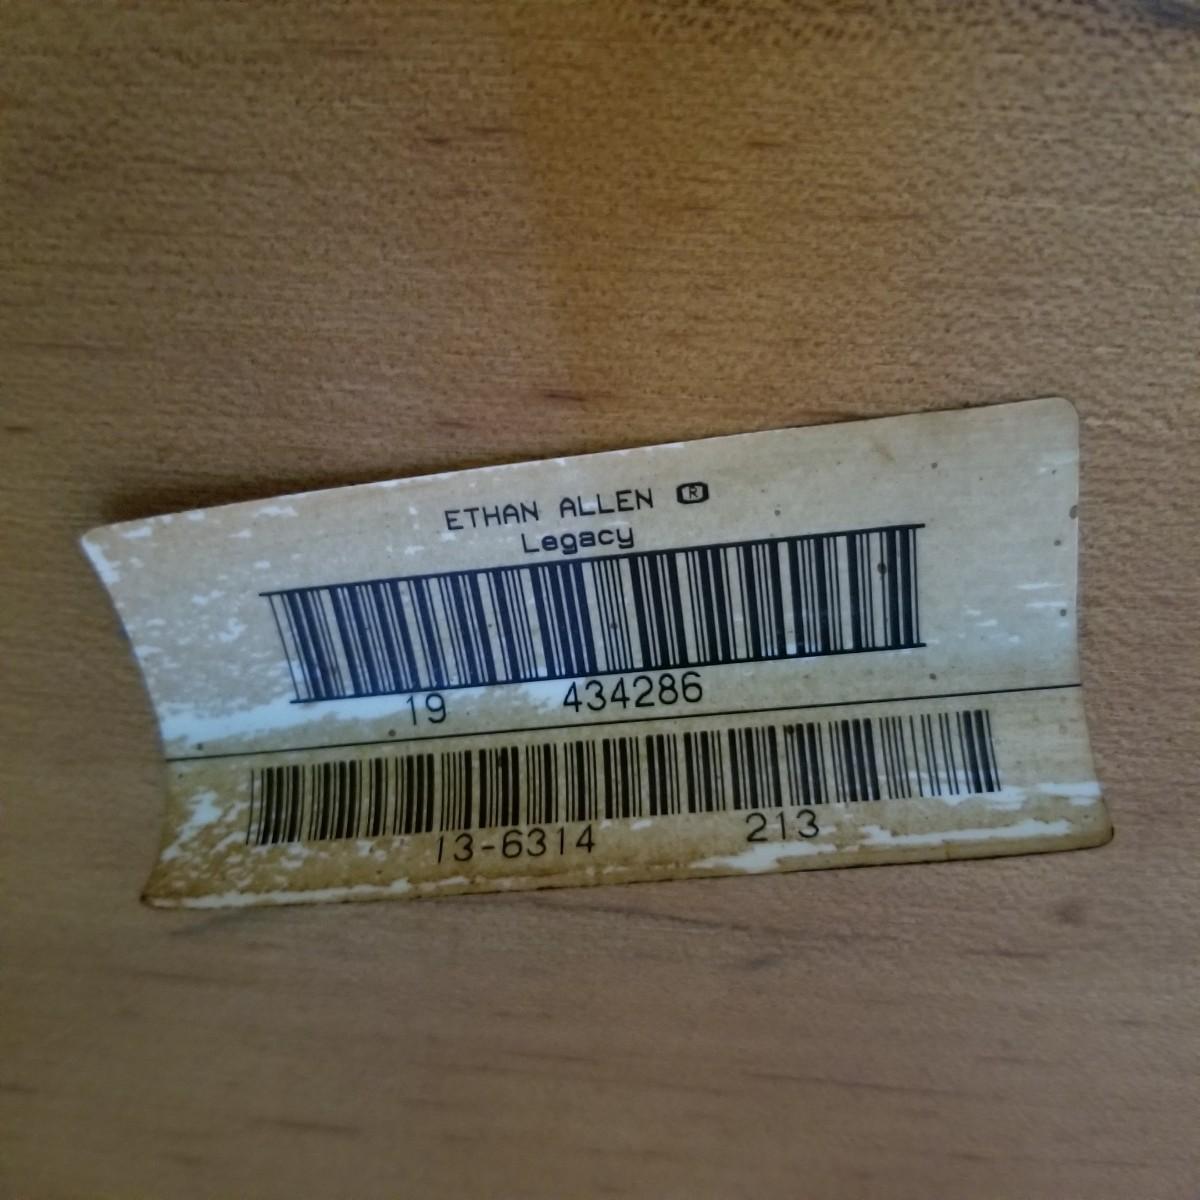 ETHAN ALLEN ®
Legacy
19 434286
13-6314 213